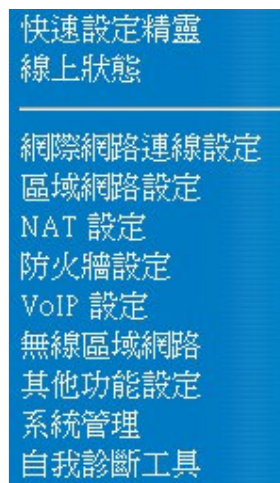 快速設定精靈
線上狀態
網際網路連線設定
區域網路設定
NAT 設定
防火牆設定
VoIP 設定
無線區域網路
其他功能設定
系統管理
自我診斷工具